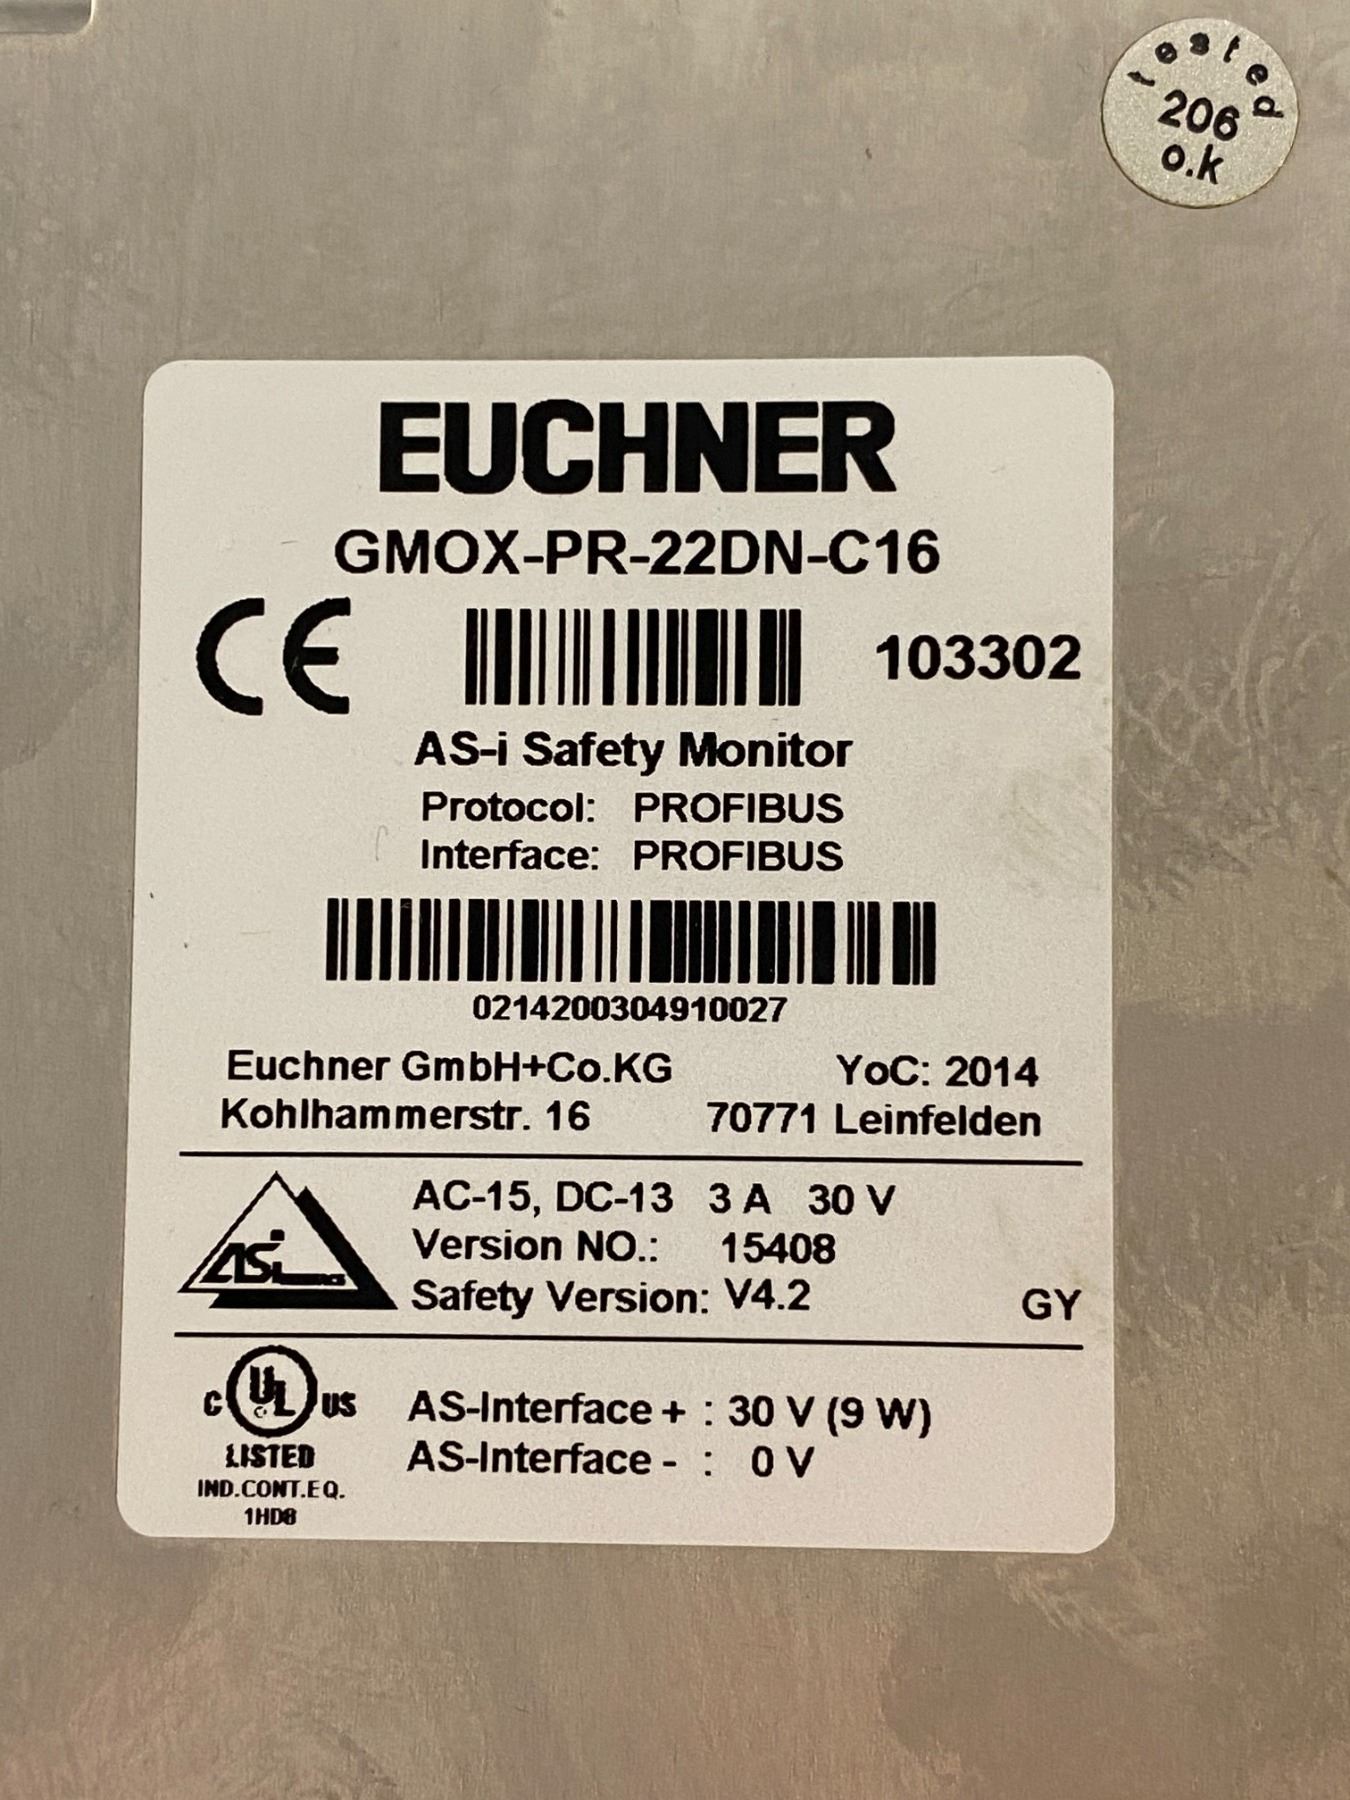 tested
206
o.k
EUCHNER
GMOX-PR-22DN-C16
CE 103302
AS-i Safety Monitor
Protocol: PROFIBUS
Interface: PROFIBUS
0214200304910027
Euchner GmbH+Co.KG YoC: 2014
Kohlhammerstr. 16 70771 Leinfelden
AC-15, DC-13 3 A 30 V
Version NO.: 15408
ASi
Safety Version: V4.2 GY
C UL US
LISTED
IND.CONT.EQ.
1HD8
AS-Interface + : 30 V (9 W)
AS-Interface - : 0 V